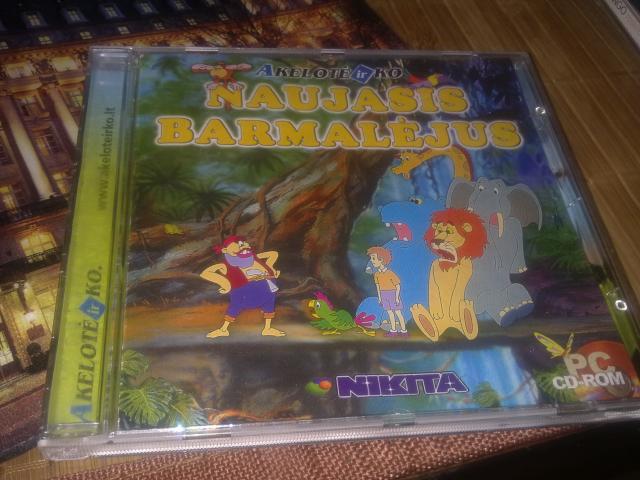 AKELOTĖ ir KO
NAUJASIS
BARMALĖJUS
www.akeloteirko.lt
AKELOTĖ ir KO.
NIKITA
PC
CD-ROM